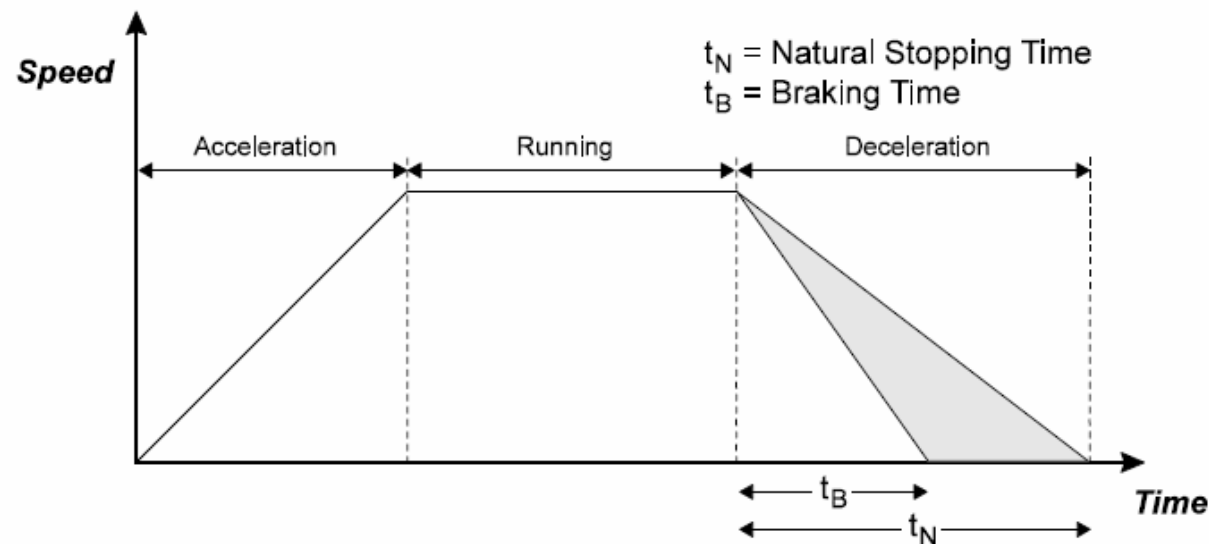 Speed
t_N = Natural Stopping Time
t_B = Braking Time
Acceleration
Running
Deceleration
t_B
Time
t_N